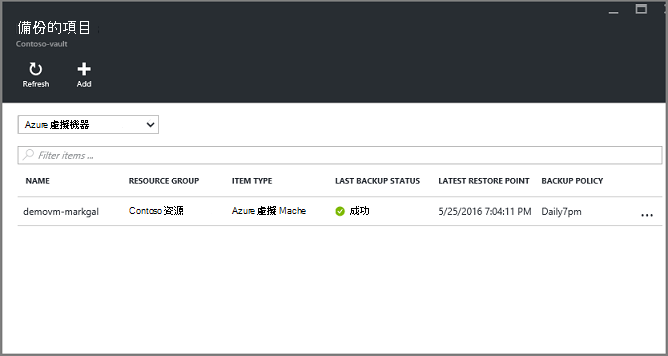 備份的項目
Contoso-vault
Refresh Add
Azure 虛擬機器
Filter items ...
NAME RESOURCE GROUP ITEM TYPE LAST BACKUP STATUS LATEST RESTORE POINT BACKUP POLICY
demovm-markgal Contoso 資源 Azure 虛擬 Mache 成功 5/25/2016 7:04:11 PM Daily7pm ...